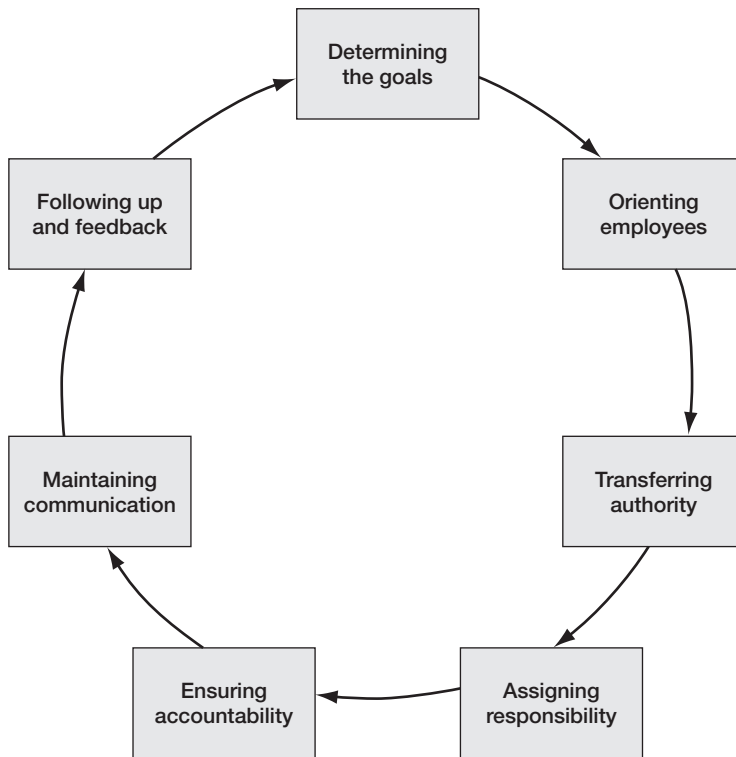 Determining
the goals
Orienting
employees
Transferring
authority
Assigning
responsibility
Ensuring
accountability
Maintaining
communication
Following up
and feedback